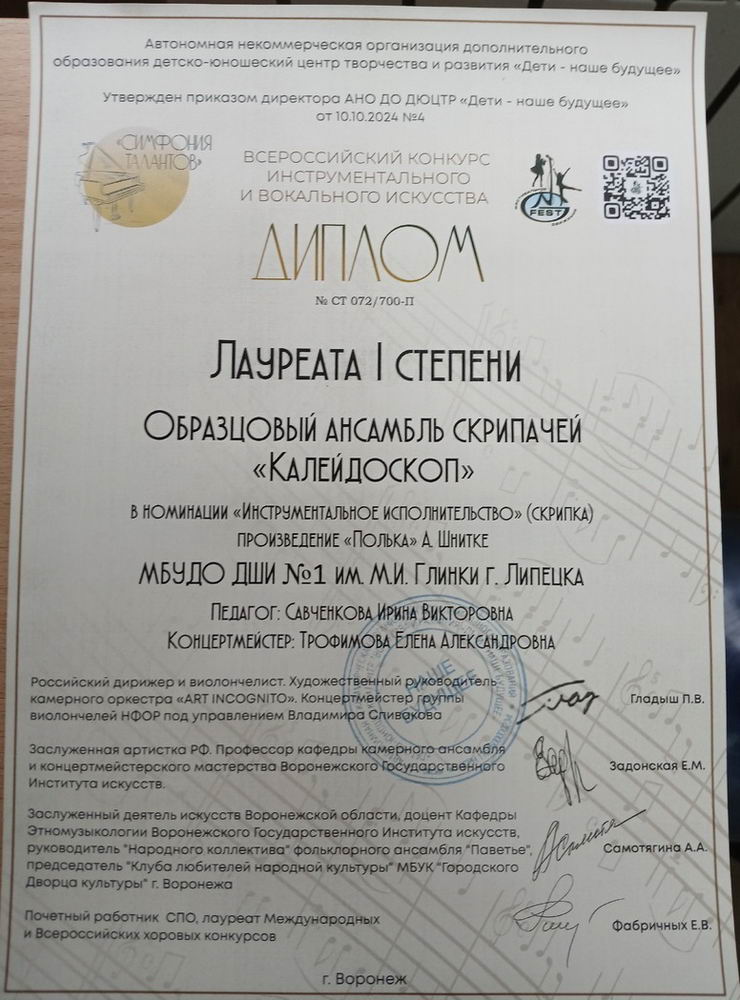 Автономная некоммерческая организация дополнительного
образования детско-юношеский центр творчества и развития «Дети - наше будущее»
Утвержден приказом директора АНО ДО ДЮЦТР «Дети - наше будущее»
от 10.10.2024 №4
«СИМФОНИЯ
ТАЛАНТОВ»
ВСЕРОССИЙСКИЙ КОНКУРС
ИНСТРУМЕНТАЛЬНОГО
И ВОКАЛЬНОГО ИСКУССТВА
FEST
ДИПЛОМ
№ СТ 072/700-П
Лауреата I степени
Образцовый ансамбль скрипачей
«Калейдоскоп»
в номинации «Инструментальное исполнительство» (скрипка)
произведение «Полька» А. Шнитке
МБУДО ДШИ №1 им. М.И. Глинки г. Липецка
Педагог: Савченкова Ирина Викторовна
Концертмейстер: Трофимова Елена Александровна
НАШЕ
БУДУЩЕЕ
Российский дирижер и виолончелист. Художественный руководитель
камерного оркестра «ART INCOGNITO». Концертмейстер группы
виолончелей НФОР под управлением Владимира Спивакова
Гладыш П.В.
Заслуженная артистка РФ. Профессор кафедры камерного ансамбля
и концертмейстерского мастерства Воронежского Государственного
Института искусств.
Задонская Е.М.
Заслуженный деятель искусств Воронежской области, доцент Кафедры
Этномузыкологии Воронежского Государственного Института искусств,
руководитель "Народного коллектива" фольклорного ансамбля "Паветье",
председатель "Клуба любителей народной культуры" МБУК "Городского
Дворца культуры" г. Воронежа
Самотягина А.А.
Почетный работник СПО, лауреат Международных
и Всероссийских хоровых конкурсов
Фабричных Е.В.
г. Воронеж